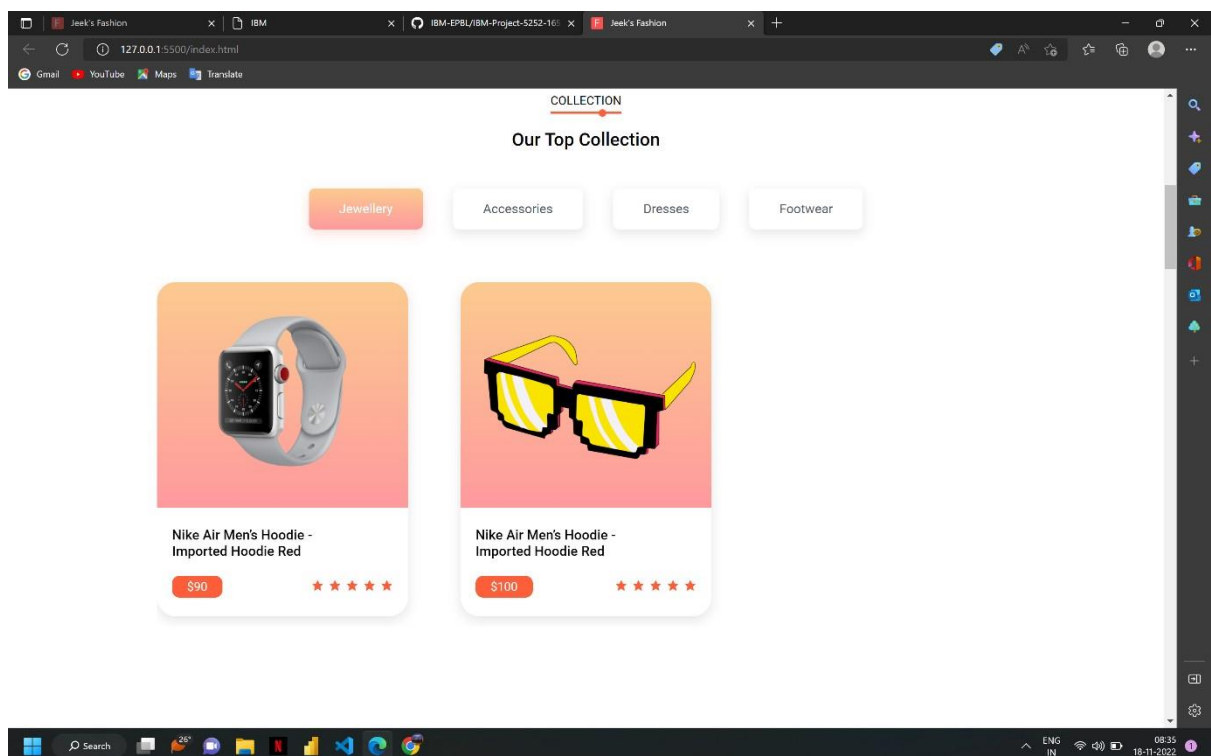 Jeek's Fashion
IBM
IBM-EPBL/IBM-Project-5252-165
Jeek's Fashion
127.0.0.1:5500/index.html
Gmail
YouTube
Maps
Translate
COLLECTION
Our Top Collection
Jewellery
Accessories
Dresses
Footwear
Nike Air Men's Hoodie -
Imported Hoodie Red
$90
Nike Air Men's Hoodie -
Imported Hoodie Red
$100
26°
Search
ENG
IN
08:35
18-11-2022
1